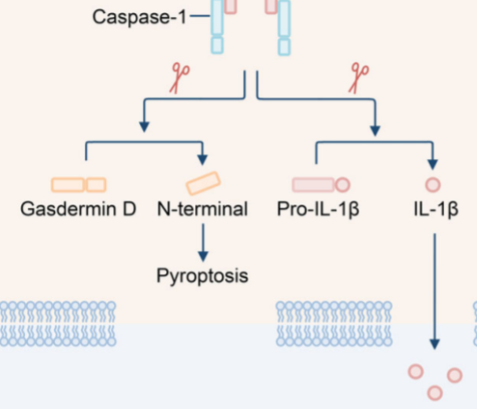 Caspase-1
Gasdermin D
N-terminal
Pro-IL-1β
IL-1β
Pyroptosis